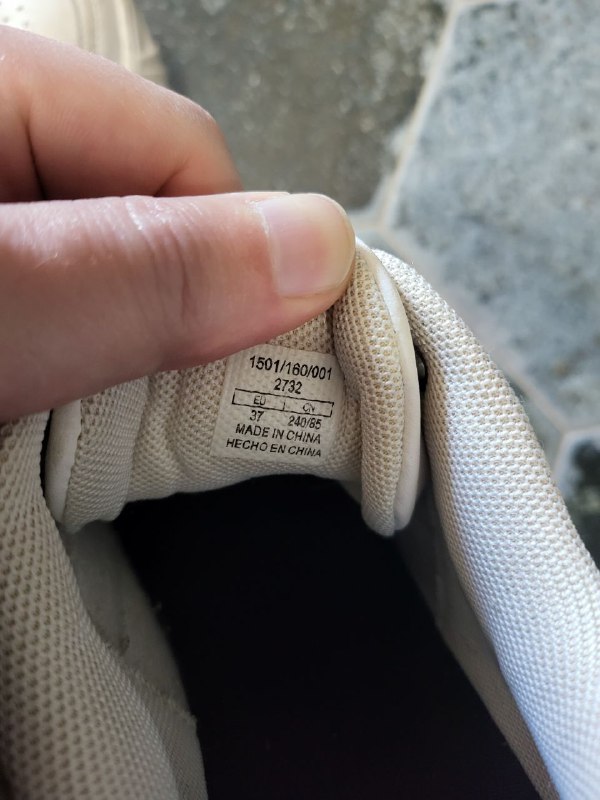 1501/160/001
2732
EU CN
37 240/85
MADE IN CHINA
HECHO EN CHINA